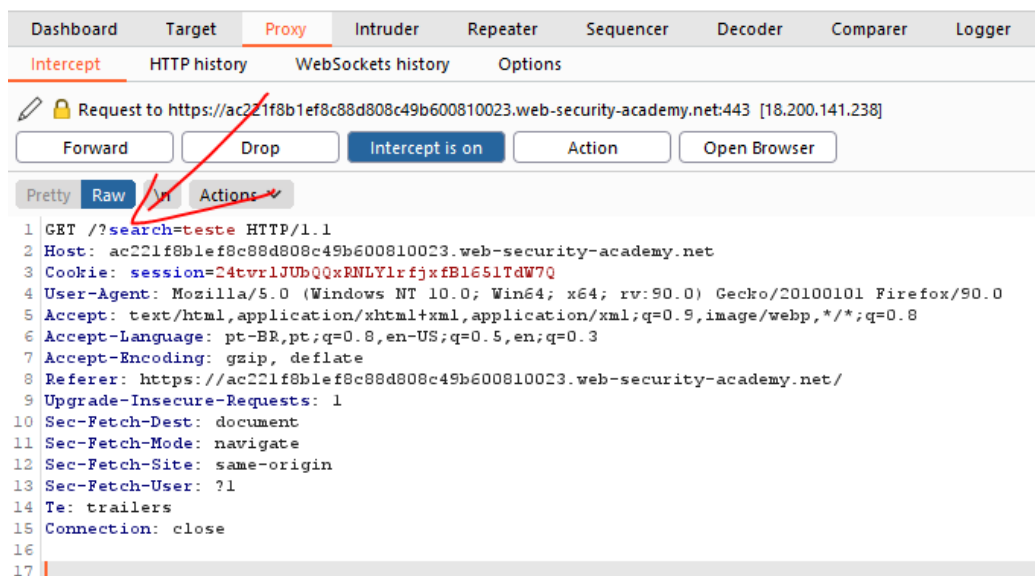 Dashboard Target Proxy Intruder Repeater Sequencer Decoder Comparer Logger
Intercept HTTP history WebSockets history Options
Request to https://ac221f8b1ef8c88d808c49b600810023.web-security-academy.net:443 [18.200.141.238]
Forward Drop Intercept is on Action Open Browser
Pretty Raw \n Actions
1 GET /?search=teste HTTP/1.1
2 Host: ac221f8b1ef8c88d808c49b600810023.web-security-academy.net
3 Cookie: session=24tvrlJUbQQxRNLYlrfjxfBl65lTdW7Q
4 User-Agent: Mozilla/5.0 (Windows NT 10.0; Win64; x64; rv:90.0) Gecko/20100101 Firefox/90.0
5 Accept: text/html,application/xhtml+xml,application/xml;q=0.9,image/webp,*/*;q=0.8
6 Accept-Language: pt-BR,pt;q=0.8,en-US;q=0.5,en;q=0.3
7 Accept-Encoding: gzip, deflate
8 Referer: https://ac221f8b1ef8c88d808c49b600810023.web-security-academy.net/
9 Upgrade-Insecure-Requests: 1
10 Sec-Fetch-Dest: document
11 Sec-Fetch-Mode: navigate
12 Sec-Fetch-Site: same-origin
13 Sec-Fetch-User: ?1
14 Te: trailers
15 Connection: close
16
17